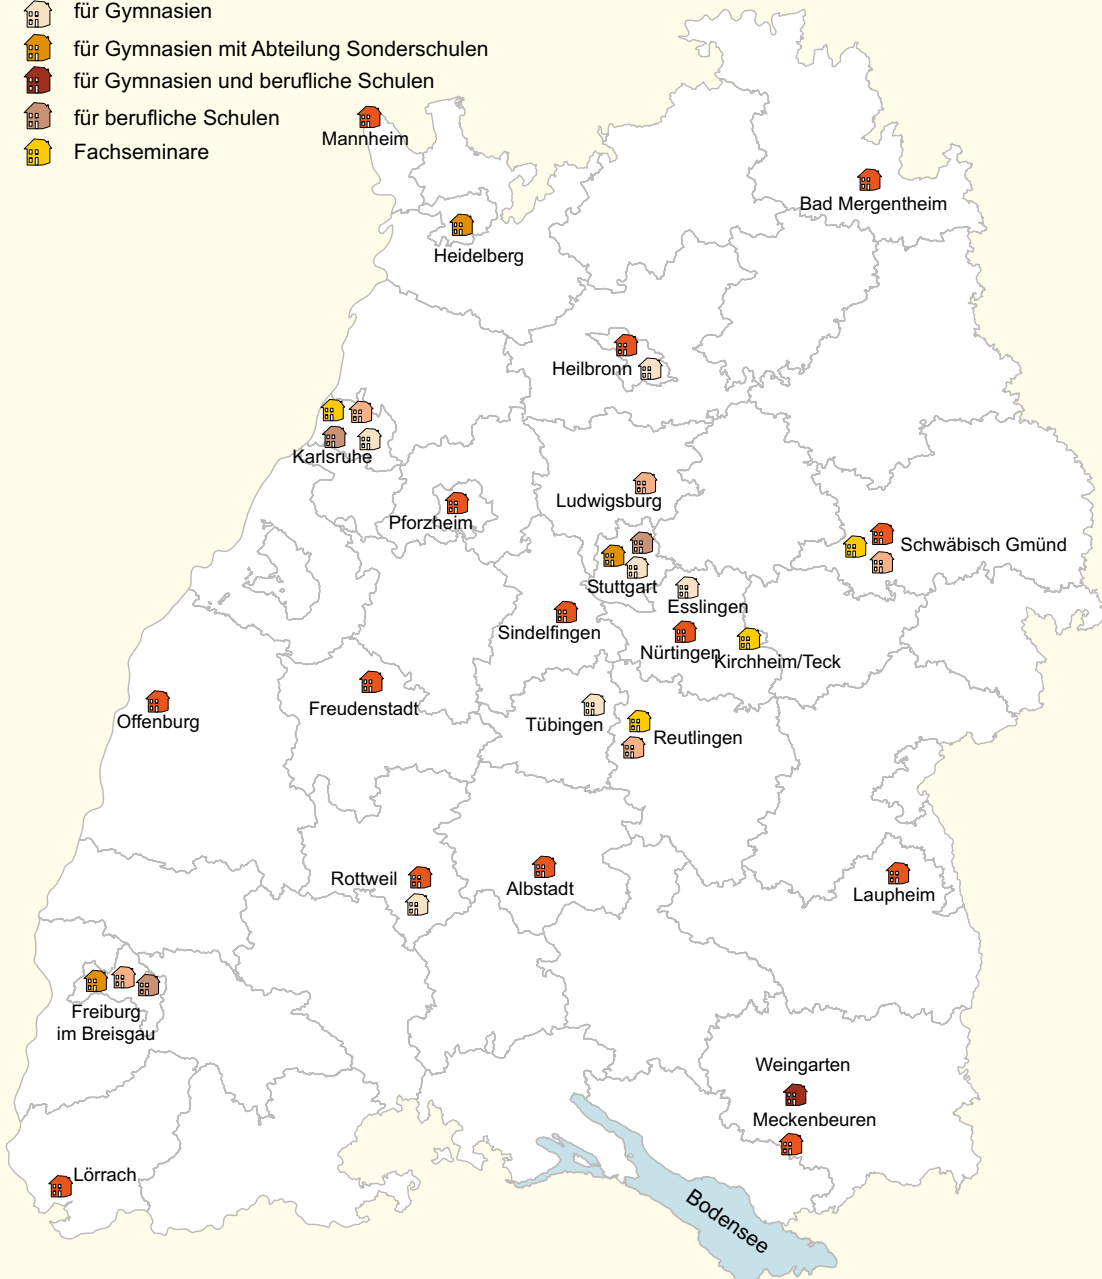 für Gymnasien
für Gymnasien mit Abteilung Sonderschulen
für Gymnasien und berufliche Schulen
für berufliche Schulen
Fachseminare
Mannheim
Bad Mergentheim
Heidelberg
Heilbronn
Karlsruhe
Ludwigsburg
Pforzheim
Schwäbisch Gmünd
Stuttgart
Esslingen
Sindelfingen
Nürtingen
Kirchheim/Teck
Freudenstadt
Offenburg
Tübingen
Reutlingen
Rottweil
Albstadt
Laupheim
Freiburg
im Breisgau
Weingarten
Meckenbeuren
Lörrach
Bodensee